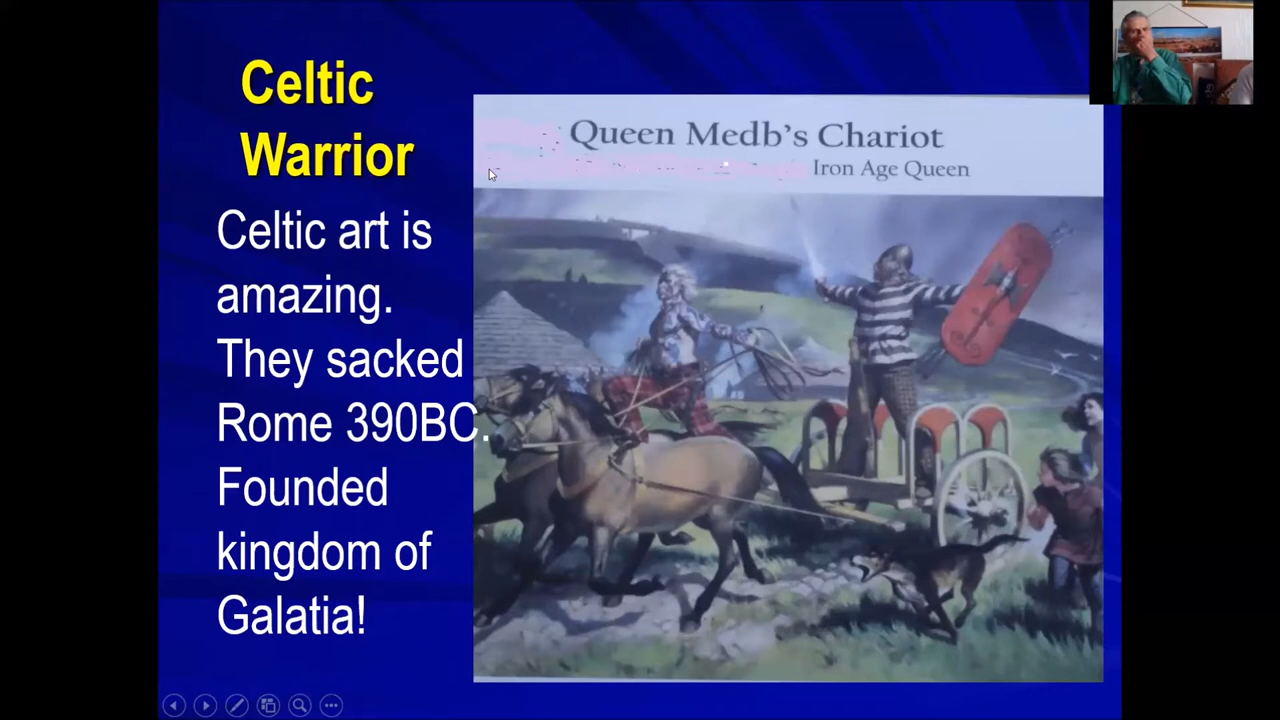 Celtic
Warrior
Celtic art is
amazing.
They sacked
Rome 390BC.
Founded
kingdom of
Galatia!
Queen Medb's Chariot
Iron Age Queen